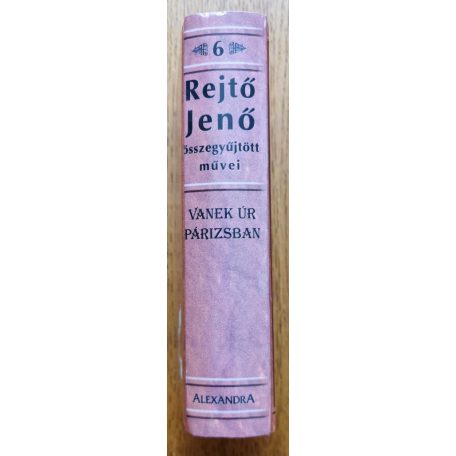 6
Rejtő
Jenő
összegyűjtött
művei
VANEK ÚR
PÁRIZSBAN
ALEXANDRA